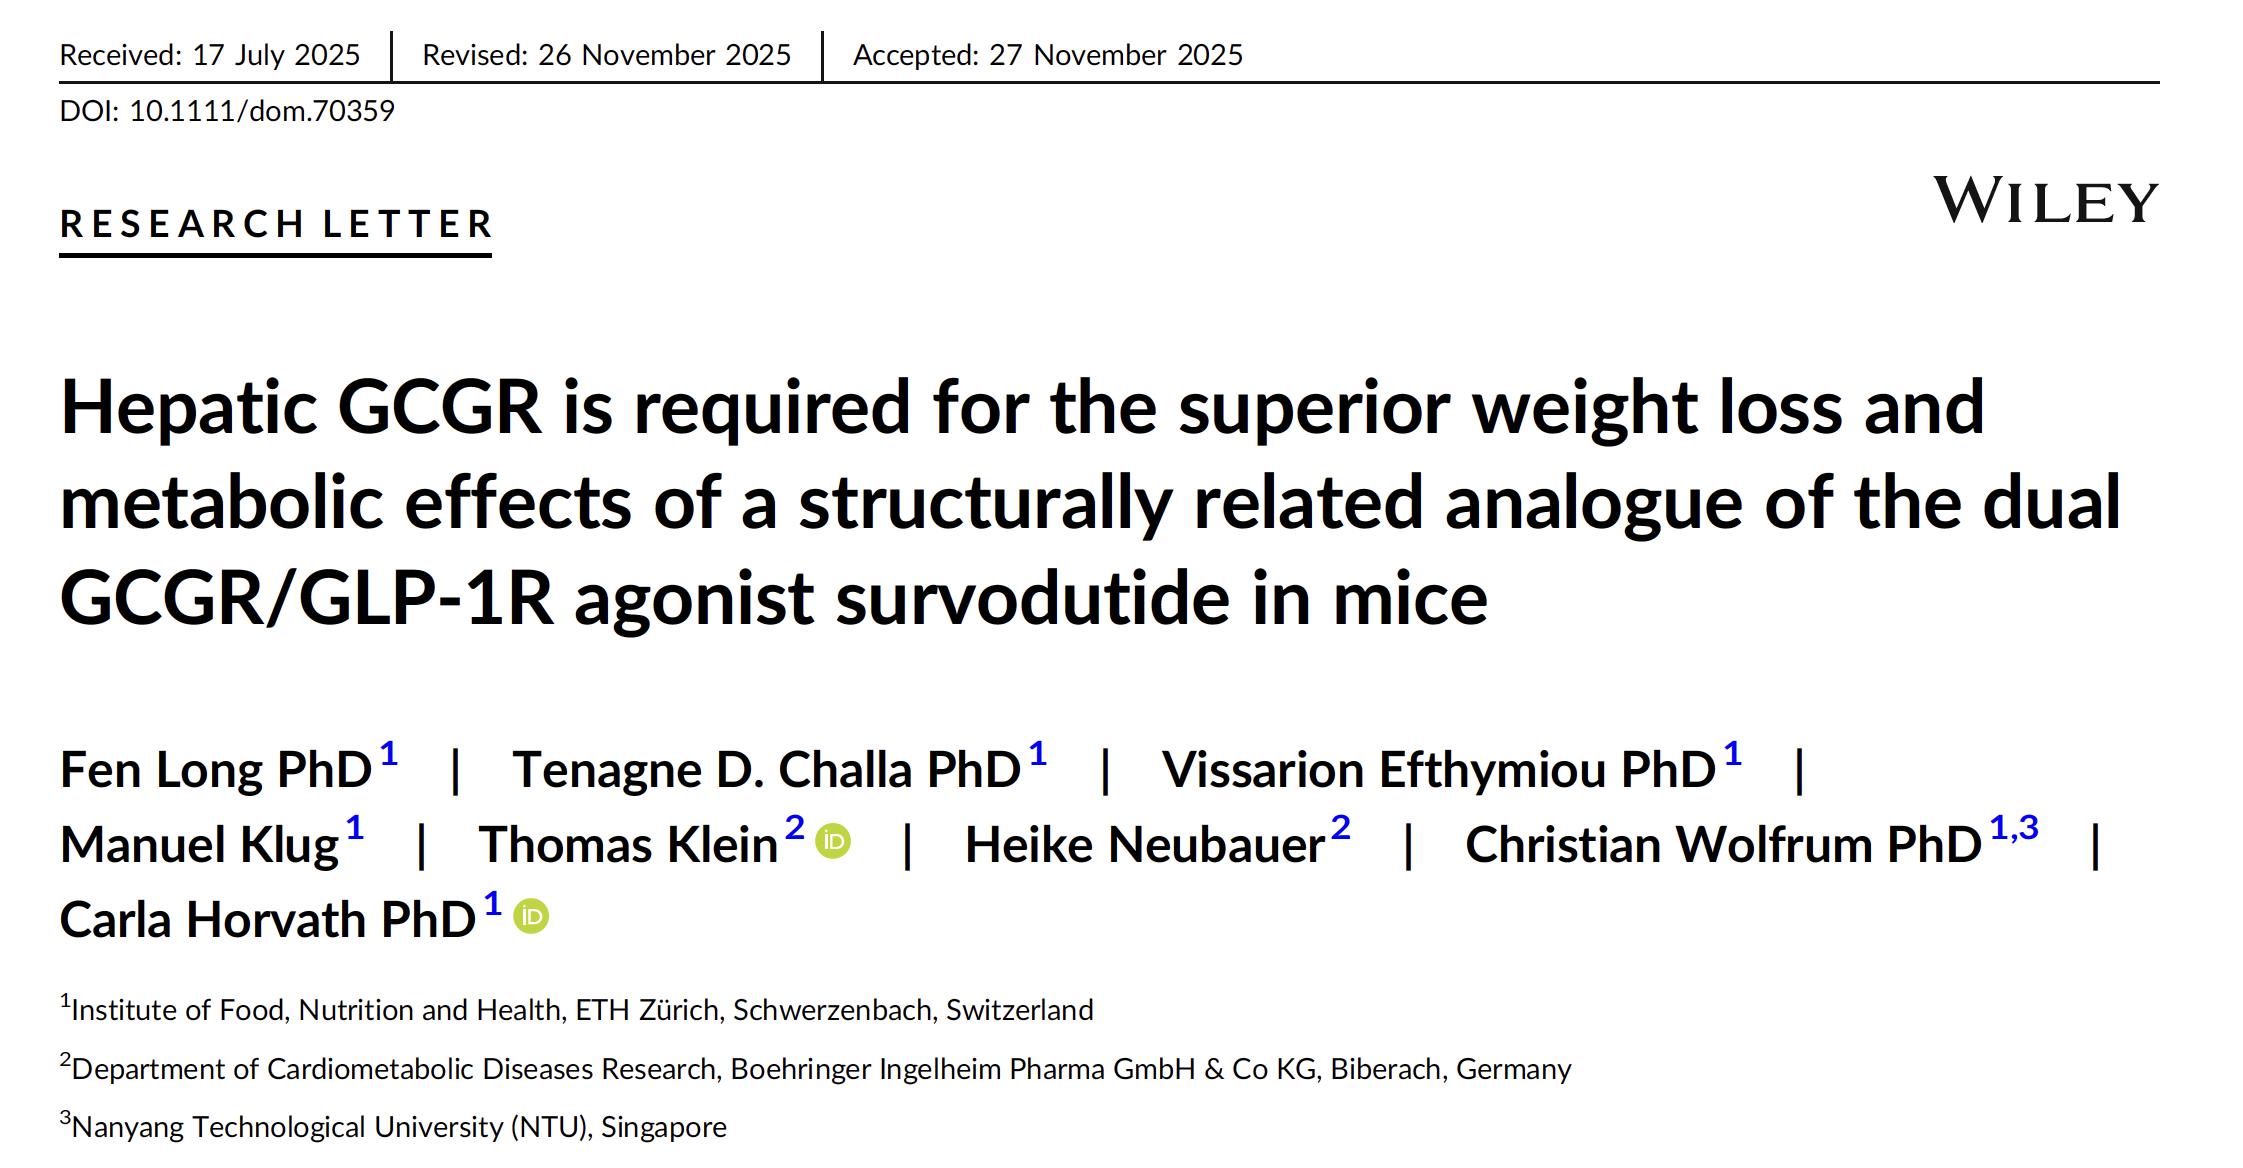 Received: 17 July 2025 | Revised: 26 November 2025 | Accepted: 27 November 2025
DOI: 10.1111/dom.70359
WILEY
RESEARCH LETTER
Hepatic GCGR is required for the superior weight loss and
metabolic effects of a structurally related analogue of the dual
GCGR/GLP-1R agonist survodutide in mice
Fen Long PhD1 | Tenagne D. Challa PhD1 | Vissarion Efthymiou PhD1 |
Manuel Klug1 | Thomas Klein2 iD | Heike Neubauer2 | Christian Wolfrum PhD1,3 |
Carla Horvath PhD1 iD
1Institute of Food, Nutrition and Health, ETH Zürich, Schwerzenbach, Switzerland
2Department of Cardiometabolic Diseases Research, Boehringer Ingelheim Pharma GmbH & Co KG, Biberach, Germany
3Nanyang Technological University (NTU), Singapore